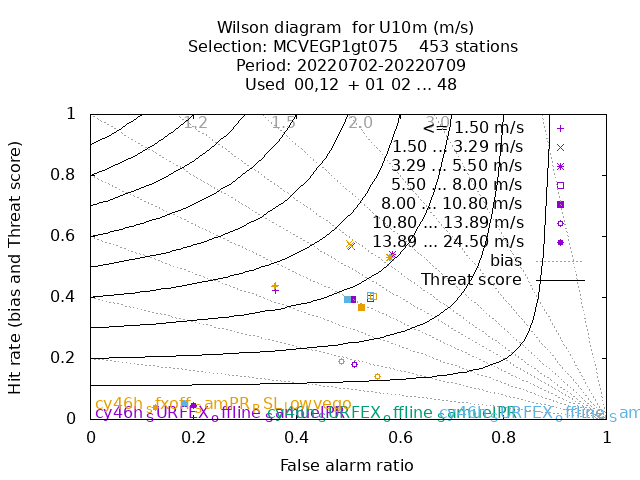 Wilson diagram for U10m (m/s)
Selection: MCVEGP1gt075 453 stations
Period: 20220702-20220709
Used 00,12 + 01 02 ... 48
1.2 1.5 2.0 3.0
<= 1.50 m/s
1.50 ... 3.29 m/s
3.29 ... 5.50 m/s
5.50 ... 8.00 m/s
8.00 ... 10.80 m/s
10.80 ... 13.89 m/s
13.89 ... 24.50 m/s
bias
Threat score
Hit rate (bias and Threat score)
1
0.8
0.6
0.4
0.2
0
0 0.2 0.4 0.6 0.8 1
False alarm ratio